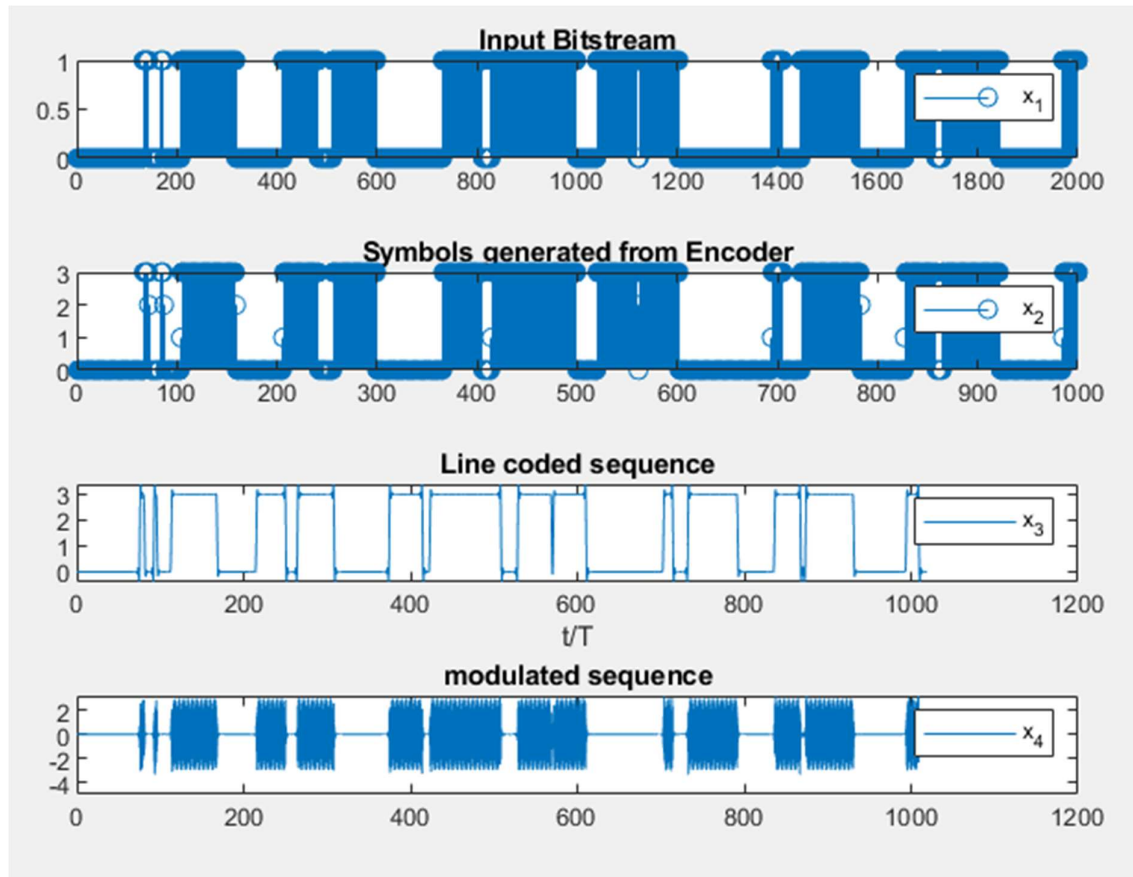 Input Bitstream
1
0.5
0
x1
0 200 400 600 800 1000 1200 1400 1600 1800 2000
Symbols generated from Encoder
3
2
1
0
x2
0 100 200 300 400 500 600 700 800 900 1000
Line coded sequence
3
2
1
0
x3
0 200 400 600 800 1000 1200
t/T
modulated sequence
2
0
-2
-4
x4
0 200 400 600 800 1000 1200